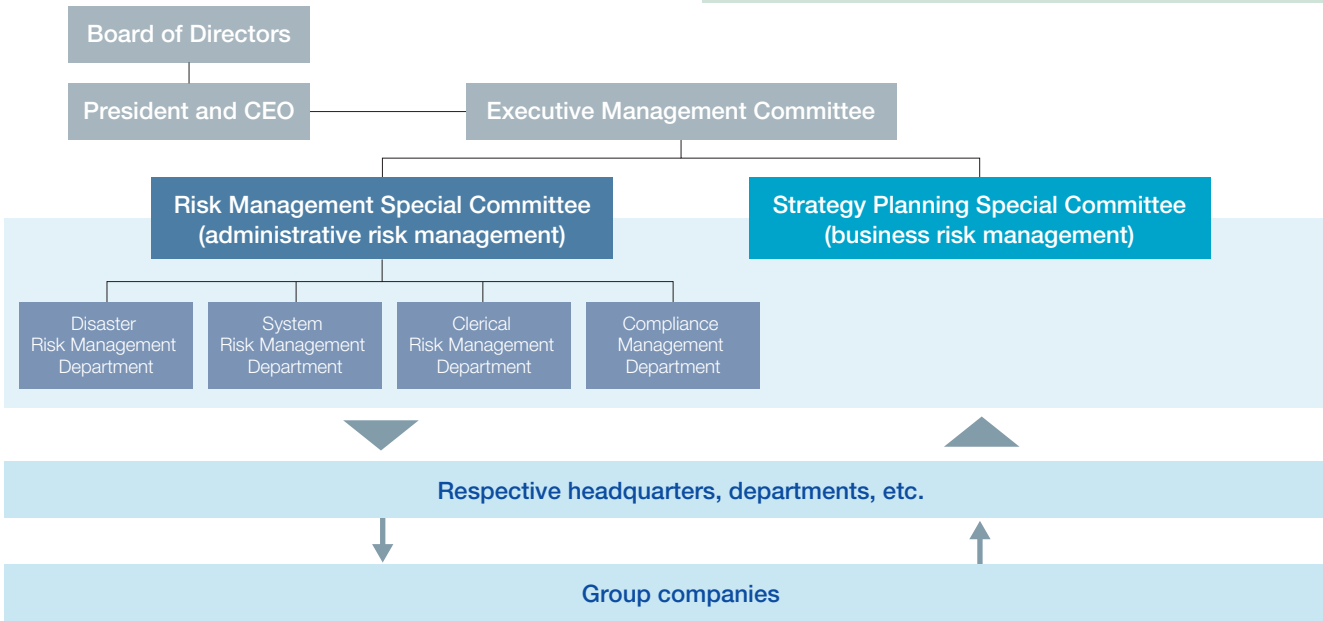 Board of Directors
President and CEO
Executive Management Committee
Risk Management Special Committee
(administrative risk management)
Strategy Planning Special Committee
(business risk management)
Disaster
Risk Management
Department
System
Risk Management
Department
Clerical
Risk Management
Department
Compliance
Management
Department
Respective headquarters, departments, etc.
Group companies